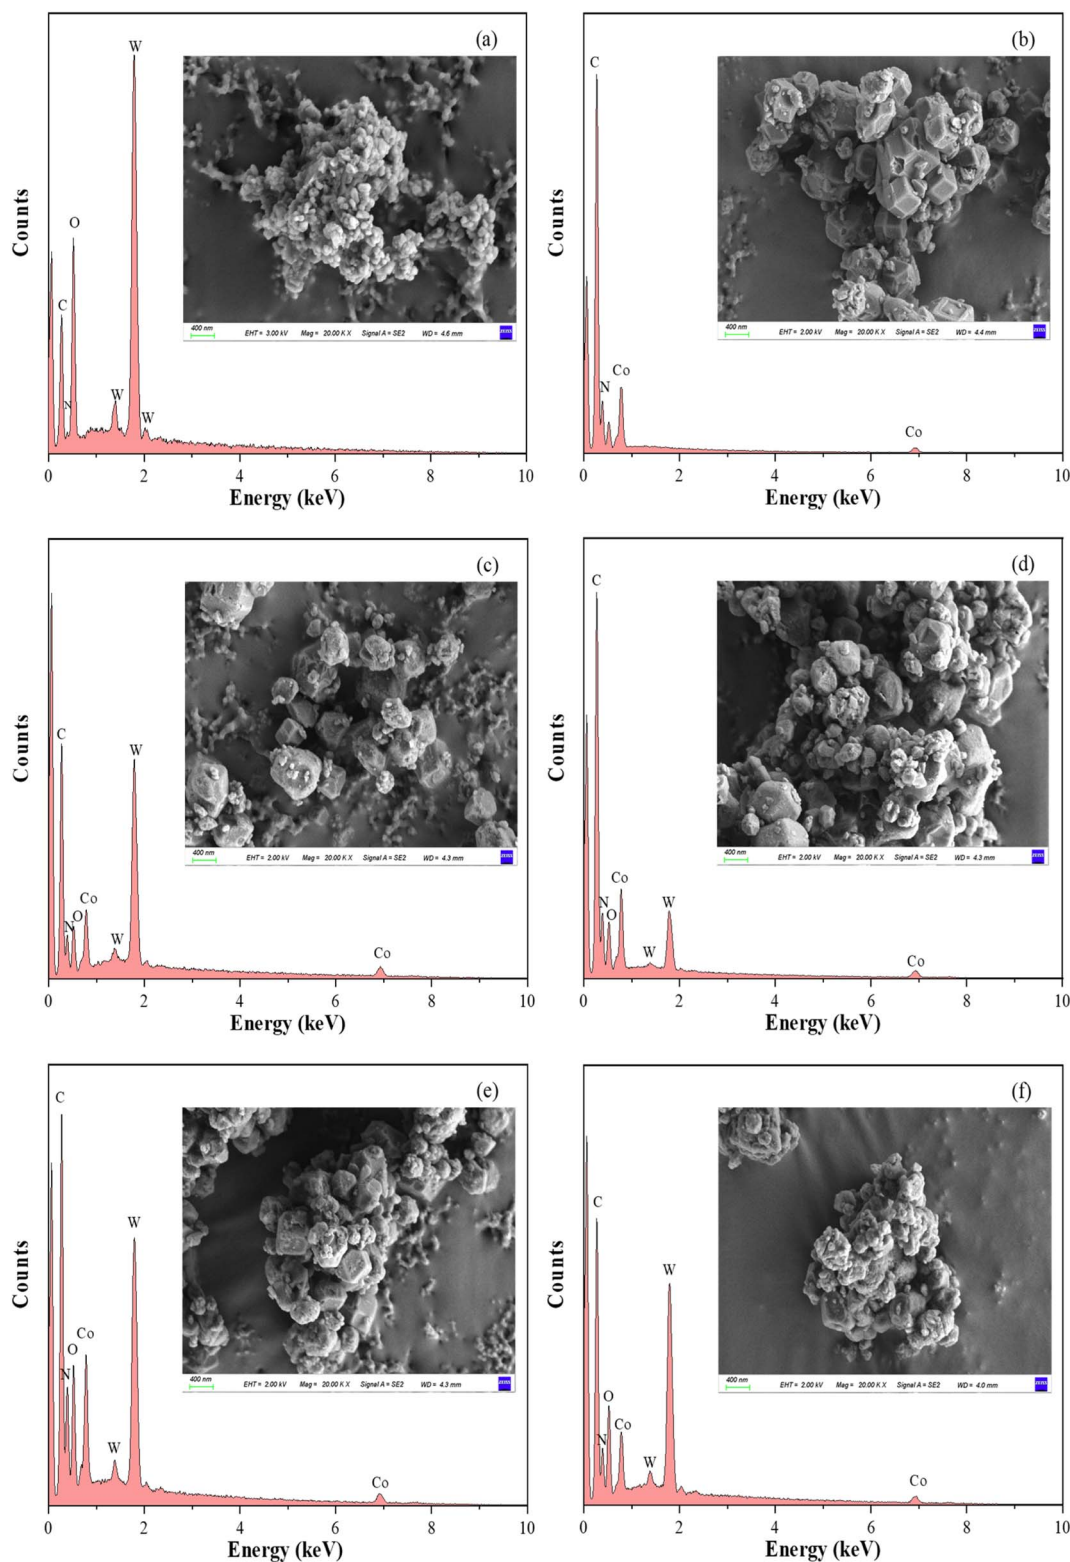 (a)
W
O
C
N
W
W
400 nm EHT = 3.00 kV Mag = 20.00 K X Signal A = SE2 WD = 4.6 mm
Counts
0 2 4 6 8 10
Energy (keV)
(b)
C
N
Co
Co
400 nm EHT = 2.00 kV Mag = 20.00 K X Signal A = SE2 WD = 4.4 mm
Counts
0 2 4 6 8 10
Energy (keV)
(c)
C
W
N
O
Co
W
Co
400 nm EHT = 2.00 kV Mag = 20.00 K X Signal A = SE2 WD = 4.3 mm
Counts
0 2 4 6 8 10
Energy (keV)
(d)
C
N
O
Co
W
W
Co
400 nm EHT = 2.00 kV Mag = 20.00 K X Signal A = SE2 WD = 4.3 mm
Counts
0 2 4 6 8 10
Energy (keV)
(e)
C
W
N
O
Co
W
Co
400 nm EHT = 2.00 kV Mag = 20.00 K X Signal A = SE2 WD = 4.3 mm
Counts
0 2 4 6 8 10
Energy (keV)
(f)
C
W
N
O
Co
W
Co
400 nm EHT = 2.00 kV Mag = 20.00 K X Signal A = SE2 WD = 4.0 mm
Counts
0 2 4 6 8 10
Energy (keV)